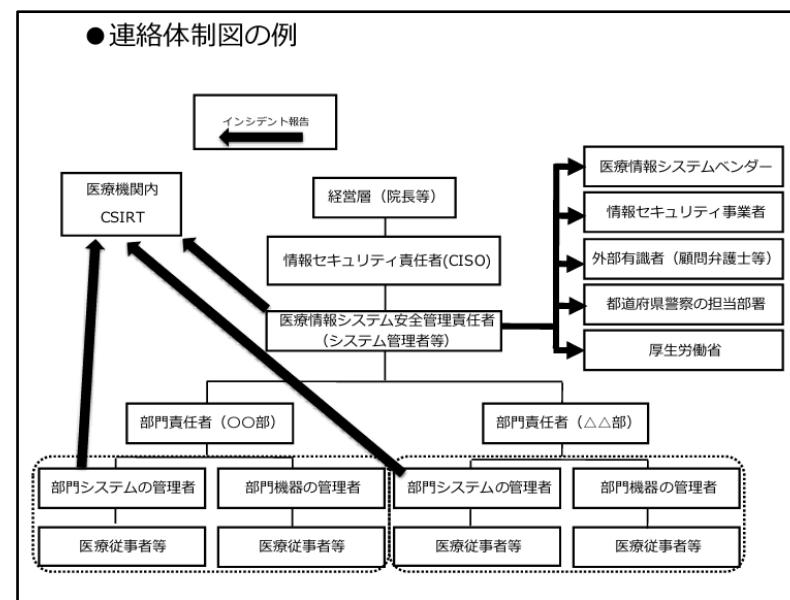 ●連絡体制図の例
インシデント報告
医療機関内
CSIRT
経営層（院長等）
情報セキュリティ責任者(CISO)
医療情報システム安全管理責任者
（システム管理者等）
医療情報システムベンダー
情報セキュリティ事業者
外部有識者（顧問弁護士等）
都道府県警察の担当部署
厚生労働省
部門責任者（〇〇部）
部門責任者（△△部）
部門システムの管理者
部門機器の管理者
部門システムの管理者
部門機器の管理者
医療従事者等
医療従事者等
医療従事者等
医療従事者等